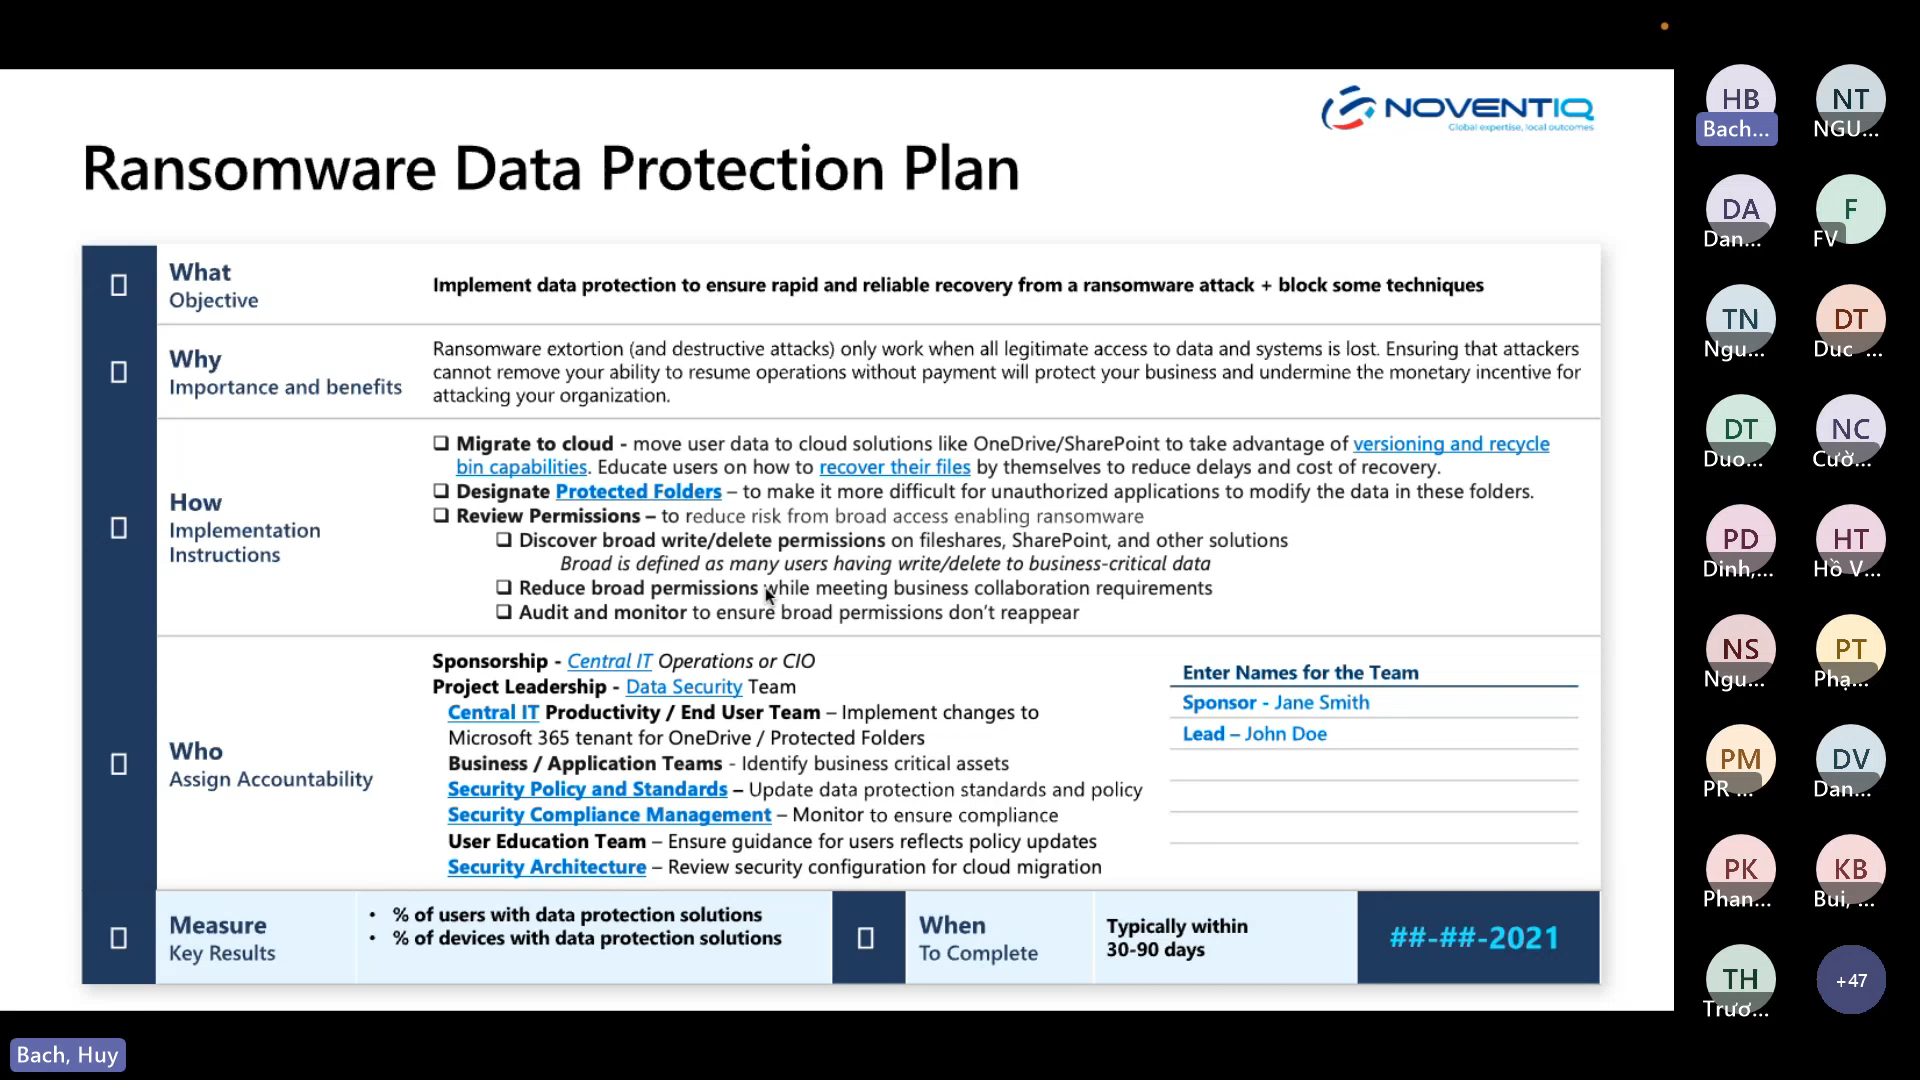 NOVENTIQ
Global expertise, local outcomes
Ransomware Data Protection Plan
What
Objective
Implement data protection to ensure rapid and reliable recovery from a ransomware attack + block some techniques
Why
Importance and benefits
Ransomware extortion (and destructive attacks) only work when all legitimate access to data and systems is lost. Ensuring that attackers
cannot remove your ability to resume operations without payment will protect your business and undermine the monetary incentive for
attacking your organization.
How
Implementation
Instructions
❑ Migrate to cloud - move user data to cloud solutions like OneDrive/SharePoint to take advantage of versioning and recycle
bin capabilities. Educate users on how to recover their files by themselves to reduce delays and cost of recovery.
❑ Designate Protected Folders – to make it more difficult for unauthorized applications to modify the data in these folders.
❑ Review Permissions – to reduce risk from broad access enabling ransomware
❑ Discover broad write/delete permissions on fileshares, SharePoint, and other solutions
Broad is defined as many users having write/delete to business-critical data
❑ Reduce broad permissions while meeting business collaboration requirements
❑ Audit and monitor to ensure broad permissions don’t reappear
Who
Assign Accountability
Sponsorship - Central IT Operations or CIO
Project Leadership - Data Security Team
Central IT Productivity / End User Team – Implement changes to
Microsoft 365 tenant for OneDrive / Protected Folders
Business / Application Teams - Identify business critical assets
Security Policy and Standards – Update data protection standards and policy
Security Compliance Management – Monitor to ensure compliance
User Education Team – Ensure guidance for users reflects policy updates
Security Architecture – Review security configuration for cloud migration
Enter Names for the Team
Sponsor - Jane Smith
Lead – John Doe
Measure
Key Results
• % of users with data protection solutions
• % of devices with data protection solutions
When
To Complete
Typically within
30-90 days
##-##-2021
HB
Bach...
NT
NGU...
DA
Dan...
F
FV
TN
Ngu...
DT
Duc ...
DT
Duo...
NC
Cườ...
PD
Dinh,...
HT
Hồ V...
NS
Ngu...
PT
Phạ...
PM
PR ...
DV
Dan...
PK
Phan...
KB
Bui, ...
TH
Trươ...
+47
Bach, Huy